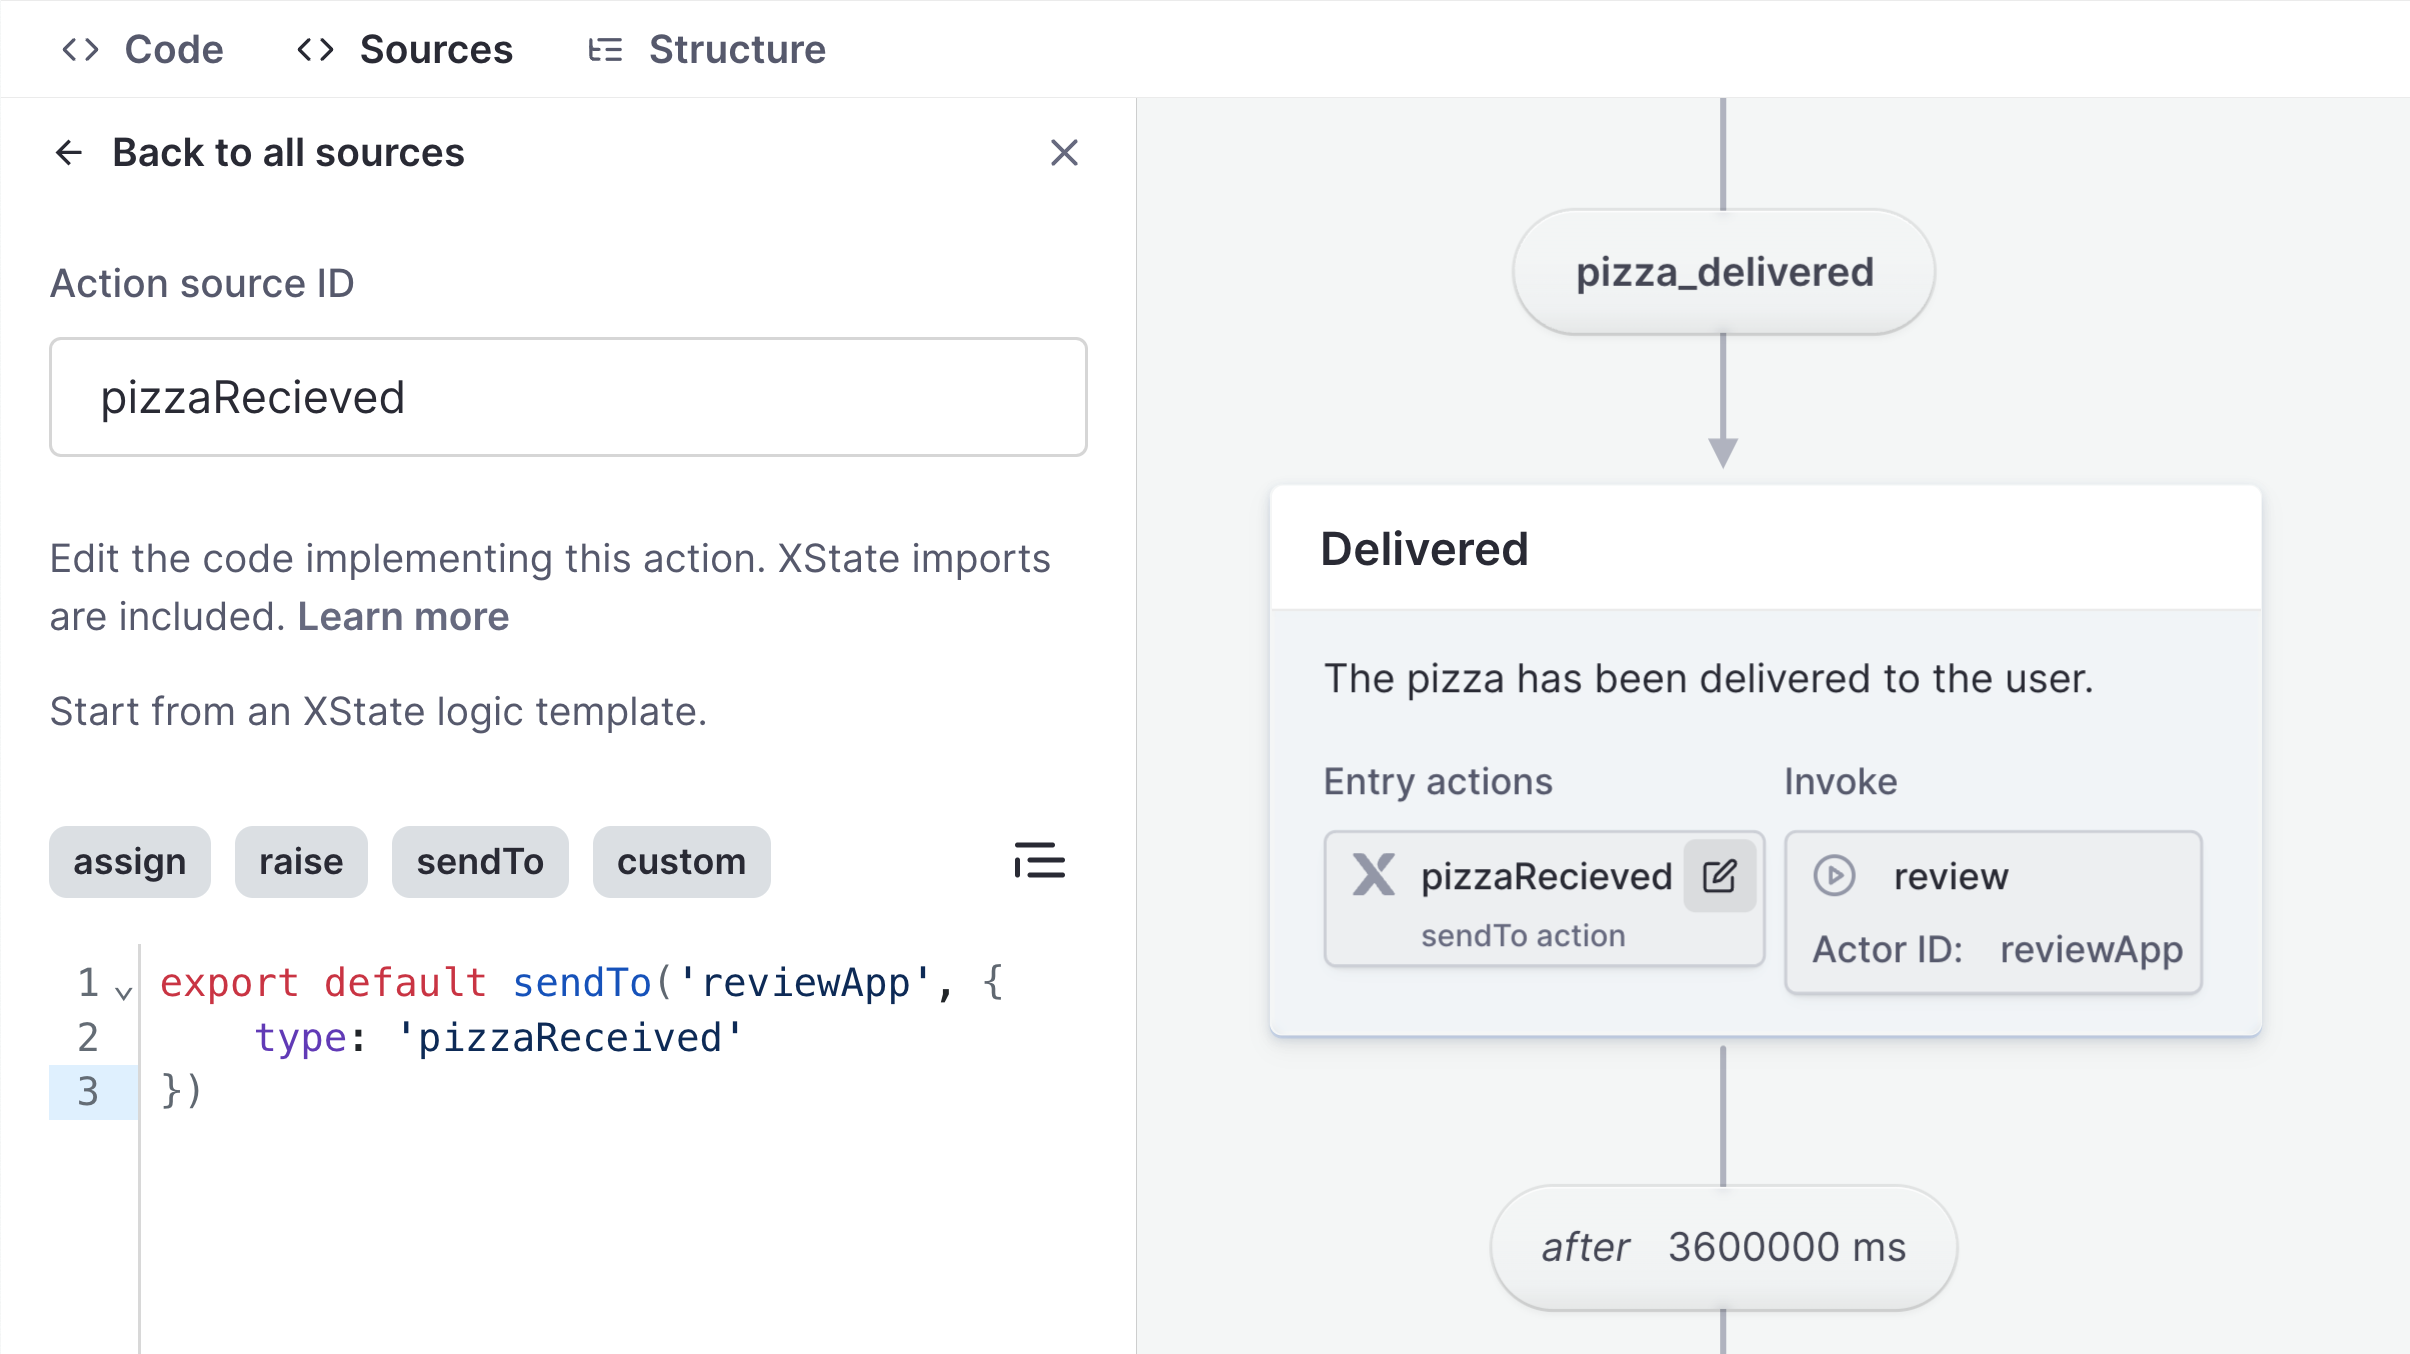 Code
Sources
Structure
Back to all sources
Action source ID
pizzaRecieved
Edit the code implementing this action. XState imports
are included. Learn more
Start from an XState logic template.
assign
raise
sendTo
custom
1 export default sendTo('reviewApp', {
2     type: 'pizzaReceived'
3 })
pizza_delivered
Delivered
The pizza has been delivered to the user.
Entry actions
pizzaRecieved
sendTo action
Invoke
review
Actor ID: reviewApp
after 3600000 ms